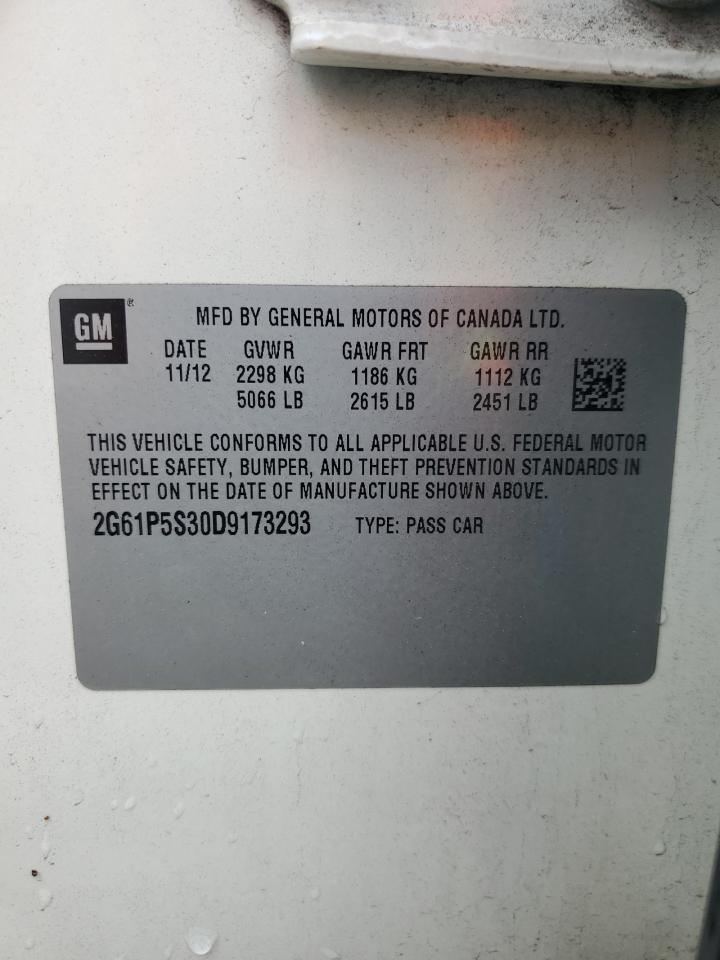 GM®
MFD BY GENERAL MOTORS OF CANADA LTD.
DATE GVWR GAWR FRT GAWR RR
11/12 2298 KG 1186 KG 1112 KG
5066 LB 2615 LB 2451 LB
THIS VEHICLE CONFORMS TO ALL APPLICABLE U.S. FEDERAL MOTOR
VEHICLE SAFETY, BUMPER, AND THEFT PREVENTION STANDARDS IN
EFFECT ON THE DATE OF MANUFACTURE SHOWN ABOVE.
2G61P5S30D9173293 TYPE: PASS CAR